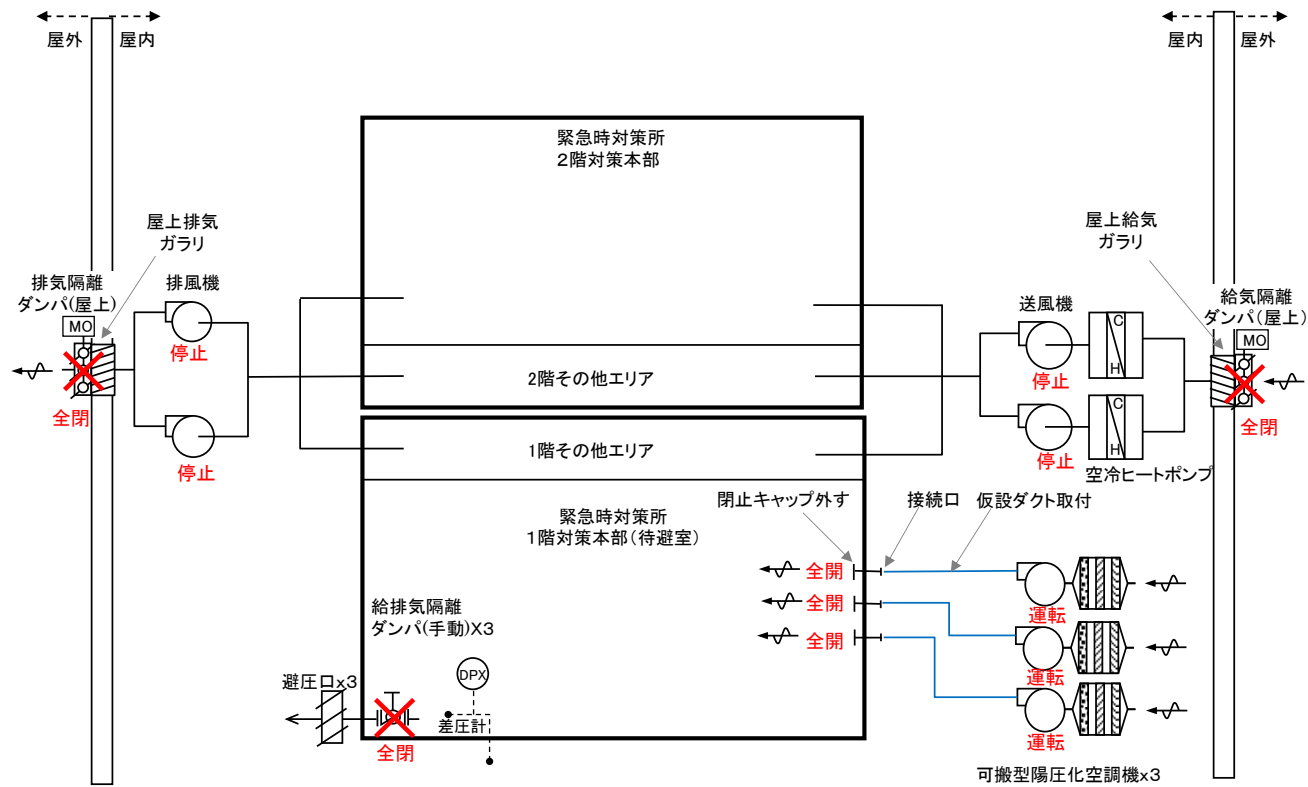 屋外
屋内
屋内
屋外
緊急時対策所
2階対策本部
屋上排気
ガラリ
屋上給気
ガラリ
排気隔離
ダンパ(屋上)
排風機
送風機
給気隔離
ダンパ(屋上)
MO
MO
C
H
停止
停止
2階その他エリア
全閉
全閉
C
H
停止
停止
1階その他エリア
空冷ヒートポンプ
閉止キャップ外す
接続口
仮設ダクト取付
緊急時対策所
1階対策本部(待避室)
全開
全開
全開
運転
運転
運転
給排気隔離
ダンパ(手動)X3
DPX
避圧口x3
差圧計
全閉
可搬型陽圧化空調機x3